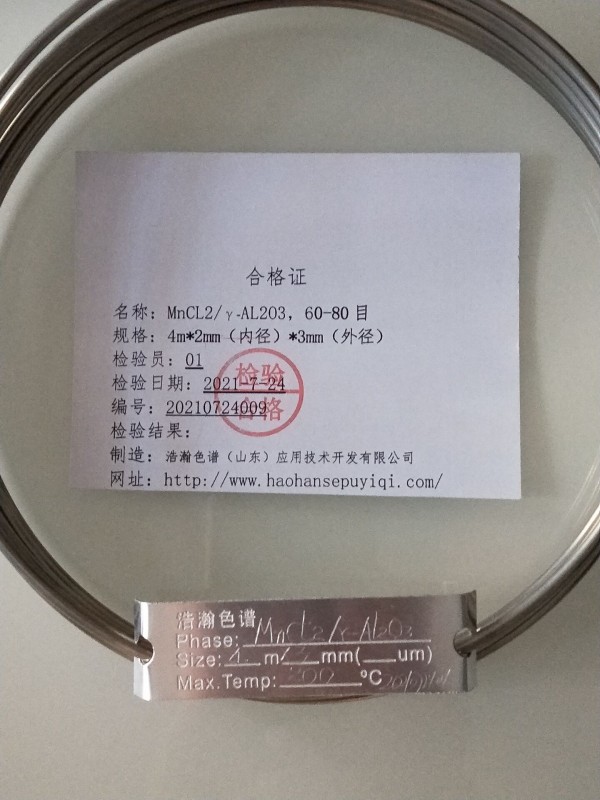 合格证
名称：MnCL2/γ-AL2O3，60-80目
规格：4m*2mm（内径）*3mm（外径）
检验员：01
检验日期：2021-7-24
编号：20210724009
检验结果：
检验
合格
制造：浩瀚色谱（山东）应用技术开发有限公司
网址：http://www.haohansepuyiqi.com/
浩瀚色谱
Phase: MnCl2/γ-Al2O3
Size: 4 m/3 mm(___um)
Max.Temp: 300 ℃